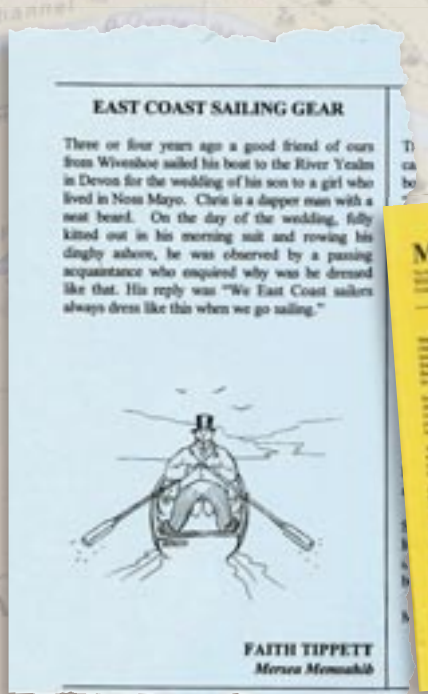 hannel
EAST COAST SAILING GEAR
Three or four years ago a good friend of ours
from Wivenhoe sailed his boat to the River Yealm
in Devon for the wedding of his son to a girl who
lived in Noss Mayo. Chris is a dapper man with a
neat beard. On the day of the wedding, fully
kitted out in his morning suit and rowing his
dinghy ashore, he was observed by a passing
acquaintance who enquired why was he dressed
like that. His reply was "We East Coast sailors
always dress like this when we go sailing."
FAITH TIPPETT
Mersea Memsahib